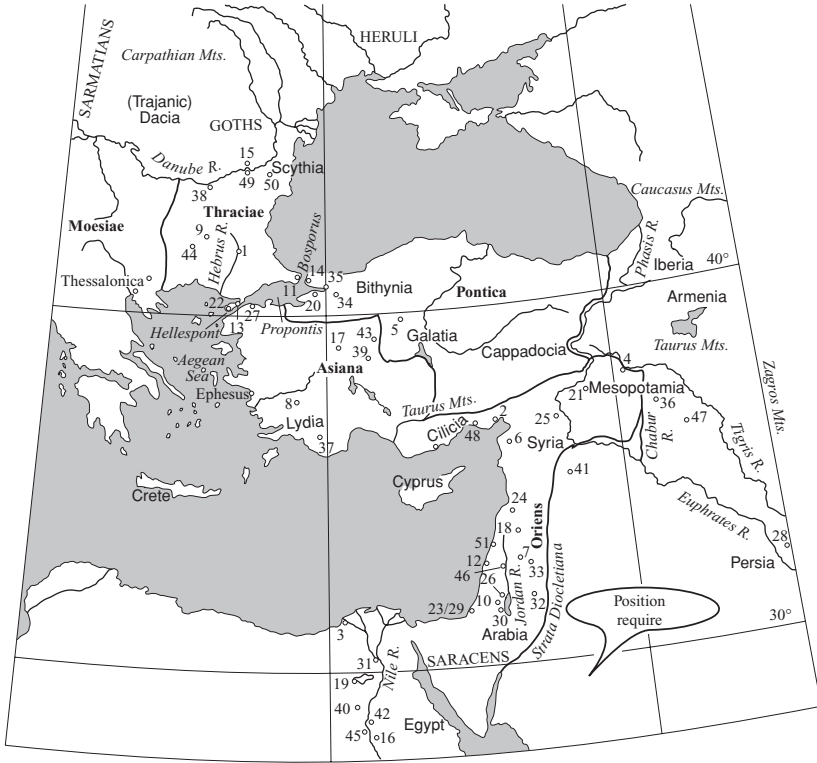 HERULI
SARMATIANS
Carpathian Mts.
(Trajanic)
Dacia
GOTHS
15
Danube R.
Scythia
49
50
38
Caucasus Mts.
Thraciae
Moesiae
9
Hebrus R.
1
44
Bosporus
Phasis R.
40°
Iberia
Thessalonica
14
35
11
Bithynia
Pontica
Armenia
22
20
34
27
13
Hellespont
Propontis
17
43
5
Galatia
Taurus Mts.
39
Cappadocia
Aegean
Sea
Asiana
4
Zagros Mts.
Ephesus
Mesopotamia
21
36
8
Taurus Mts.
2
25
47
Lydia
Cilicia
48
Chabur
R.
Tigris R.
6
Syria
37
41
Cyprus
Crete
24
Euphrates R.
18
Oriens
28
51
7
Persia
12
33
46
26
Jordan R.
Strata Diocletiana
Position
require
23/29
10
32
30
30°
3
Arabia
31
Nile R.
SARACENS
19
40
42
Egypt
45
16